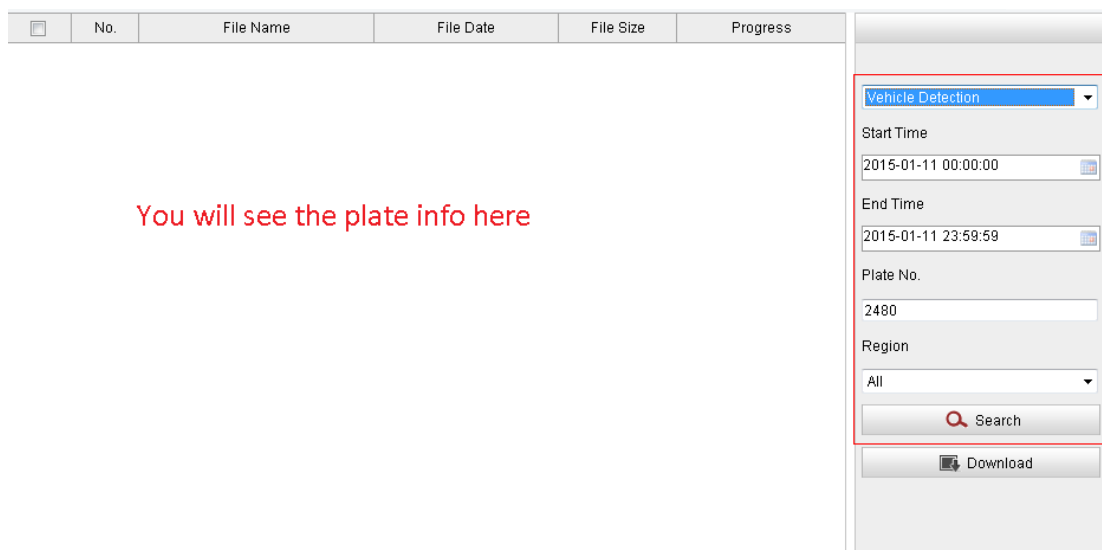 No. File Name File Date File Size Progress
Vehicle Detection
Start Time
2015-01-11 00:00:00
You will see the plate info here
End Time
2015-01-11 23:59:59
Plate No.
2480
Region
All
Search
Download